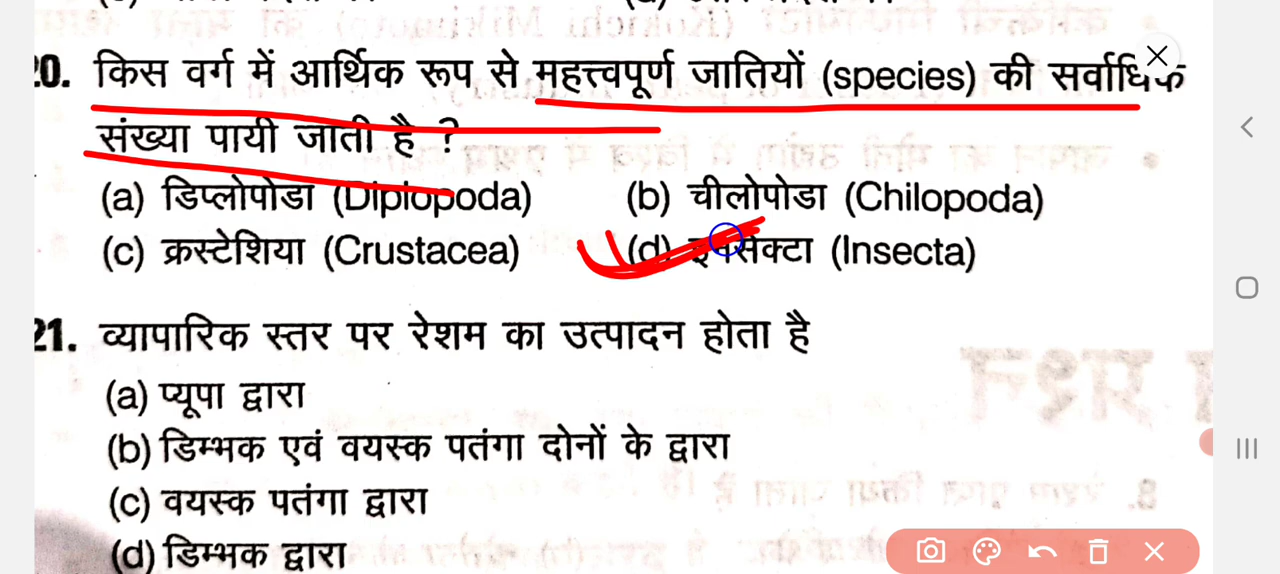 20. किस वर्ग में आर्थिक रूप से महत्त्वपूर्ण जातियों (species) की सर्वाधिक
संख्या पायी जाती है ?
(a) डिप्लोपोडा (Diplopoda) (b) चीलोपोडा (Chilopoda)
(c) क्रस्टेशिया (Crustacea) (d) इनसेक्टा (Insecta)
21. व्यापारिक स्तर पर रेशम का उत्पादन होता है
(a) प्यूपा द्वारा
(b) डिम्भक एवं वयस्क पतंगा दोनों के द्वारा
(c) वयस्क पतंगा द्वारा
(d) डिम्भक द्वारा